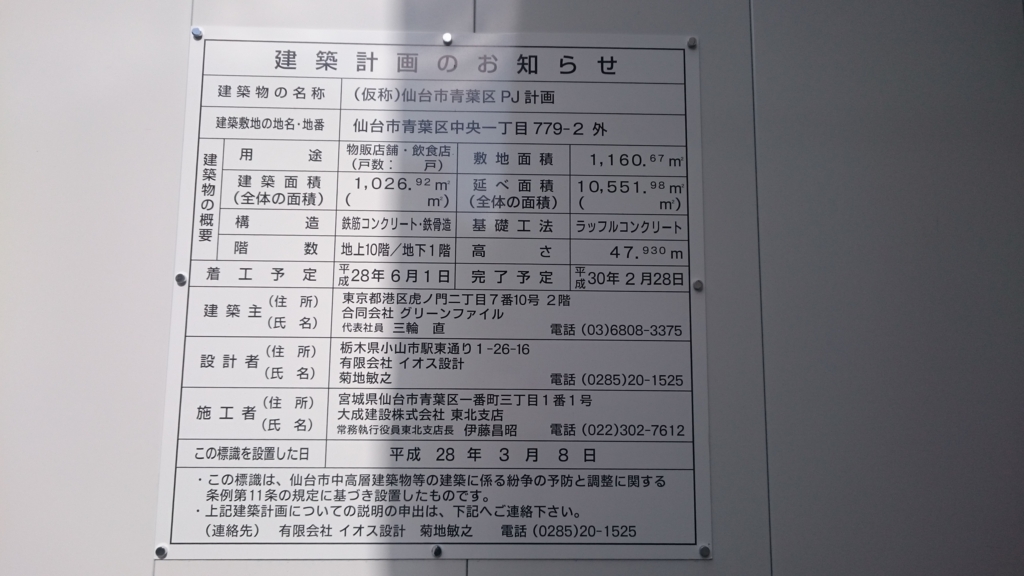 建築計画のお知らせ
建築物の名称 (仮称)仙台市青葉区PJ計画
建築敷地の地名・地番 仙台市青葉区中央一丁目779-2 外
建築物の概要
用途 物販店舗・飲食店 (戸数: 戸) 敷地面積 1,160.67㎡
建築面積 (全体の面積) 1,026.92㎡ ( ㎡) 延べ面積 (全体の面積) 10,551.98㎡ ( ㎡)
構造 鉄筋コンクリート・鉄骨造 基礎工法 ラッフルコンクリート
階数 地上10階/地下1階 高さ 47.930m
着工予定 平成28年6月1日 完了予定 平成30年2月28日
建築主 (住所) (氏名) 東京都港区虎ノ門二丁目7番10号 2階
合同会社 グリーンファイル
代表社員 三輪 直 電話 (03)6808-3375
設計者 (住所) (氏名) 栃木県小山市駅東通り1-26-16
有限会社 イオス設計
菊地敏之 電話 (0285)20-1525
施工者 (住所) (氏名) 宮城県仙台市青葉区一番町三丁目1番1号
大成建設株式会社 東北支店
常務執行役員東北支店長 伊藤昌昭 電話 (022)302-7612
この標識を設置した日 平成 28 年 3 月 8 日
・この標識は、仙台市中高層建築物等の建築に係る紛争の予防と調整に関する
条例第11条の規定に基づき設置したものです。
・上記建築計画についての説明の申出は、下記へご連絡下さい。
(連絡先) 有限会社 イオス設計 菊地敏之 電話 (0285)20-1525